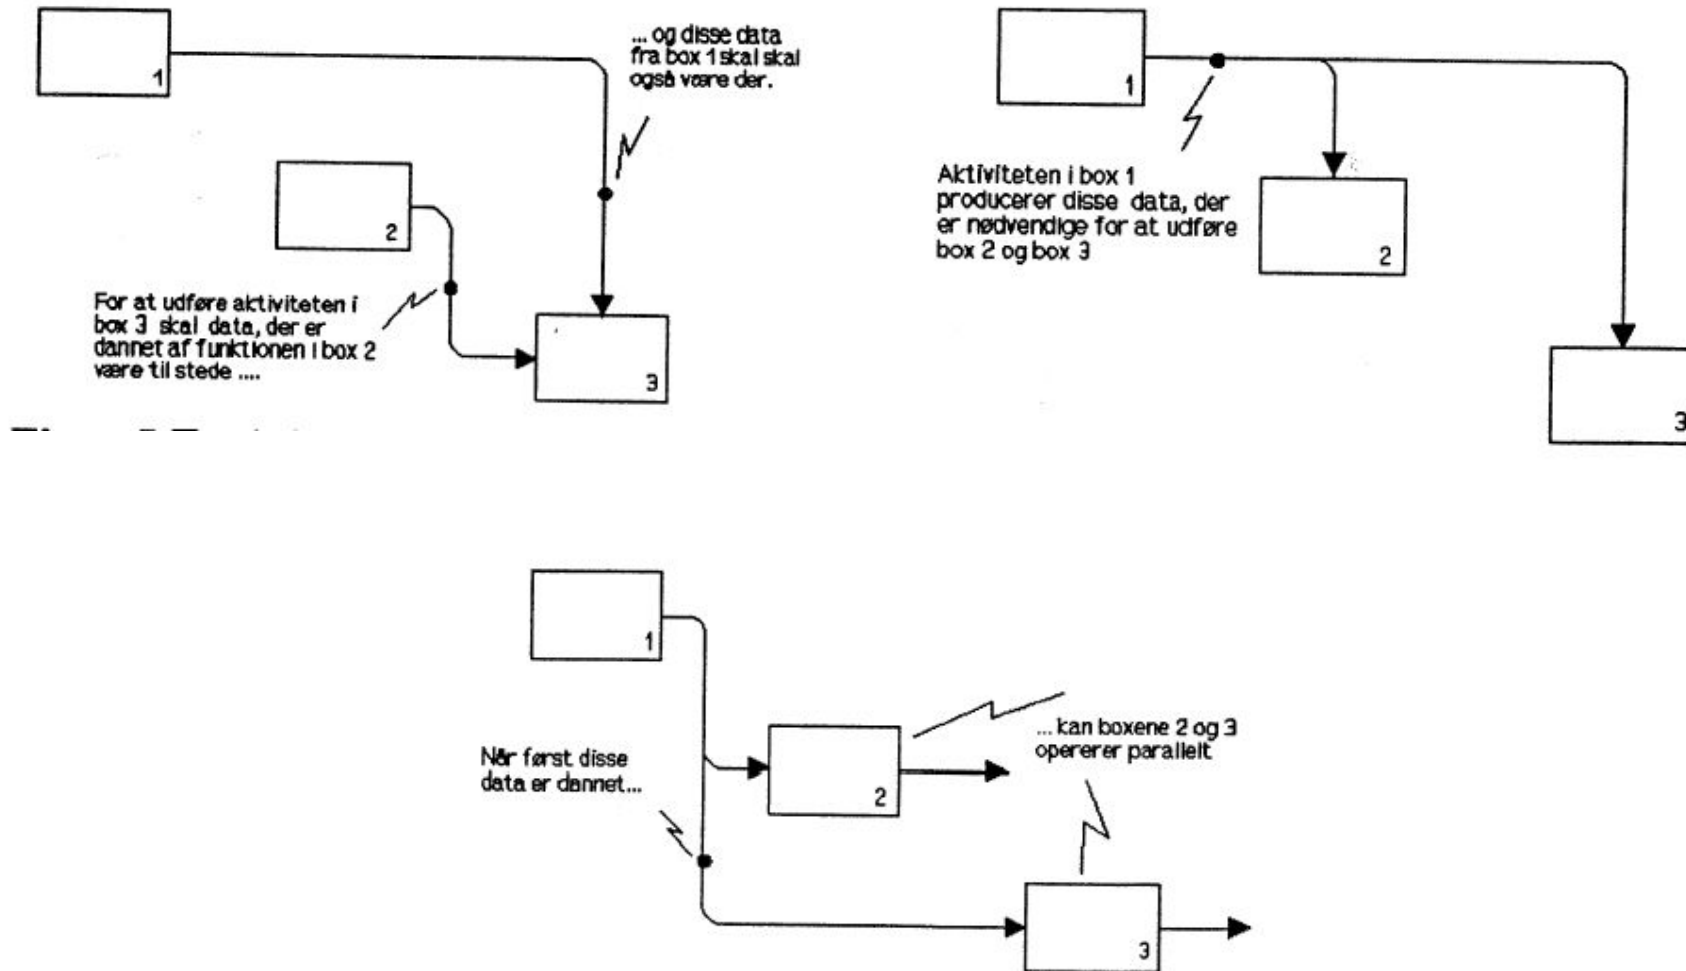 1
... og disse data
fra box 1 skal skal
også være der.
2
For at udføre aktiviteten i
box 3 skal data, der er
dannet af funktionen i box 2
være til stede ....
3
1
Aktiviteten i box 1
producerer disse data, der
er nødvendige for at udføre
box 2 og box 3
2
3
1
Når først disse
data er dannet...
2
... kan boxene 2 og 3
opererer parallelt
3